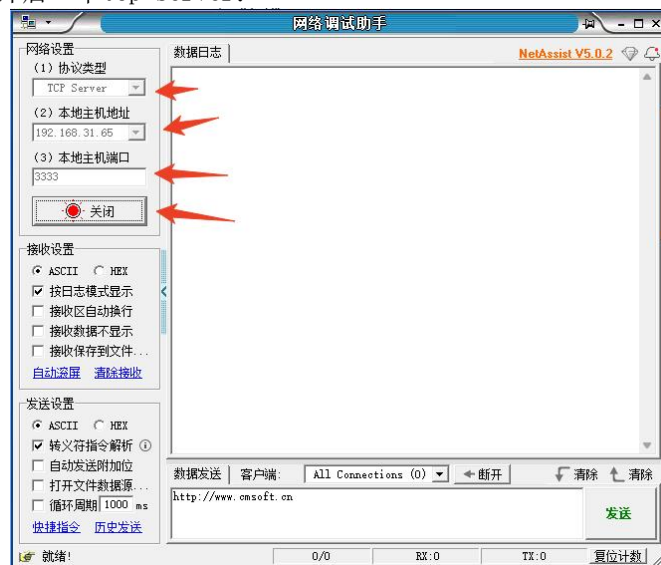 网络调试助手
网络设置
(1) 协议类型
TCP Server
(2) 本地主机地址
192.168.31.65
(3) 本地主机端口
3333
关闭
数据日志
NetAssist V5.0.2
接收设置
ASCII HEX
按日志模式显示
接收区自动换行
接收数据不显示
接收保存到文件...
自动滚屏 清除接收
发送设置
ASCII HEX
转义符指令解析
自动发送附加位
打开文件数据源...
循环周期 1000 ms
快捷指令 历史发送
数据发送 客户端: All Connections (0) 断开 清除 清除
http://www.cmsoft.cn
发送
就绪! 0/0 RX:0 TX:0 复位计数